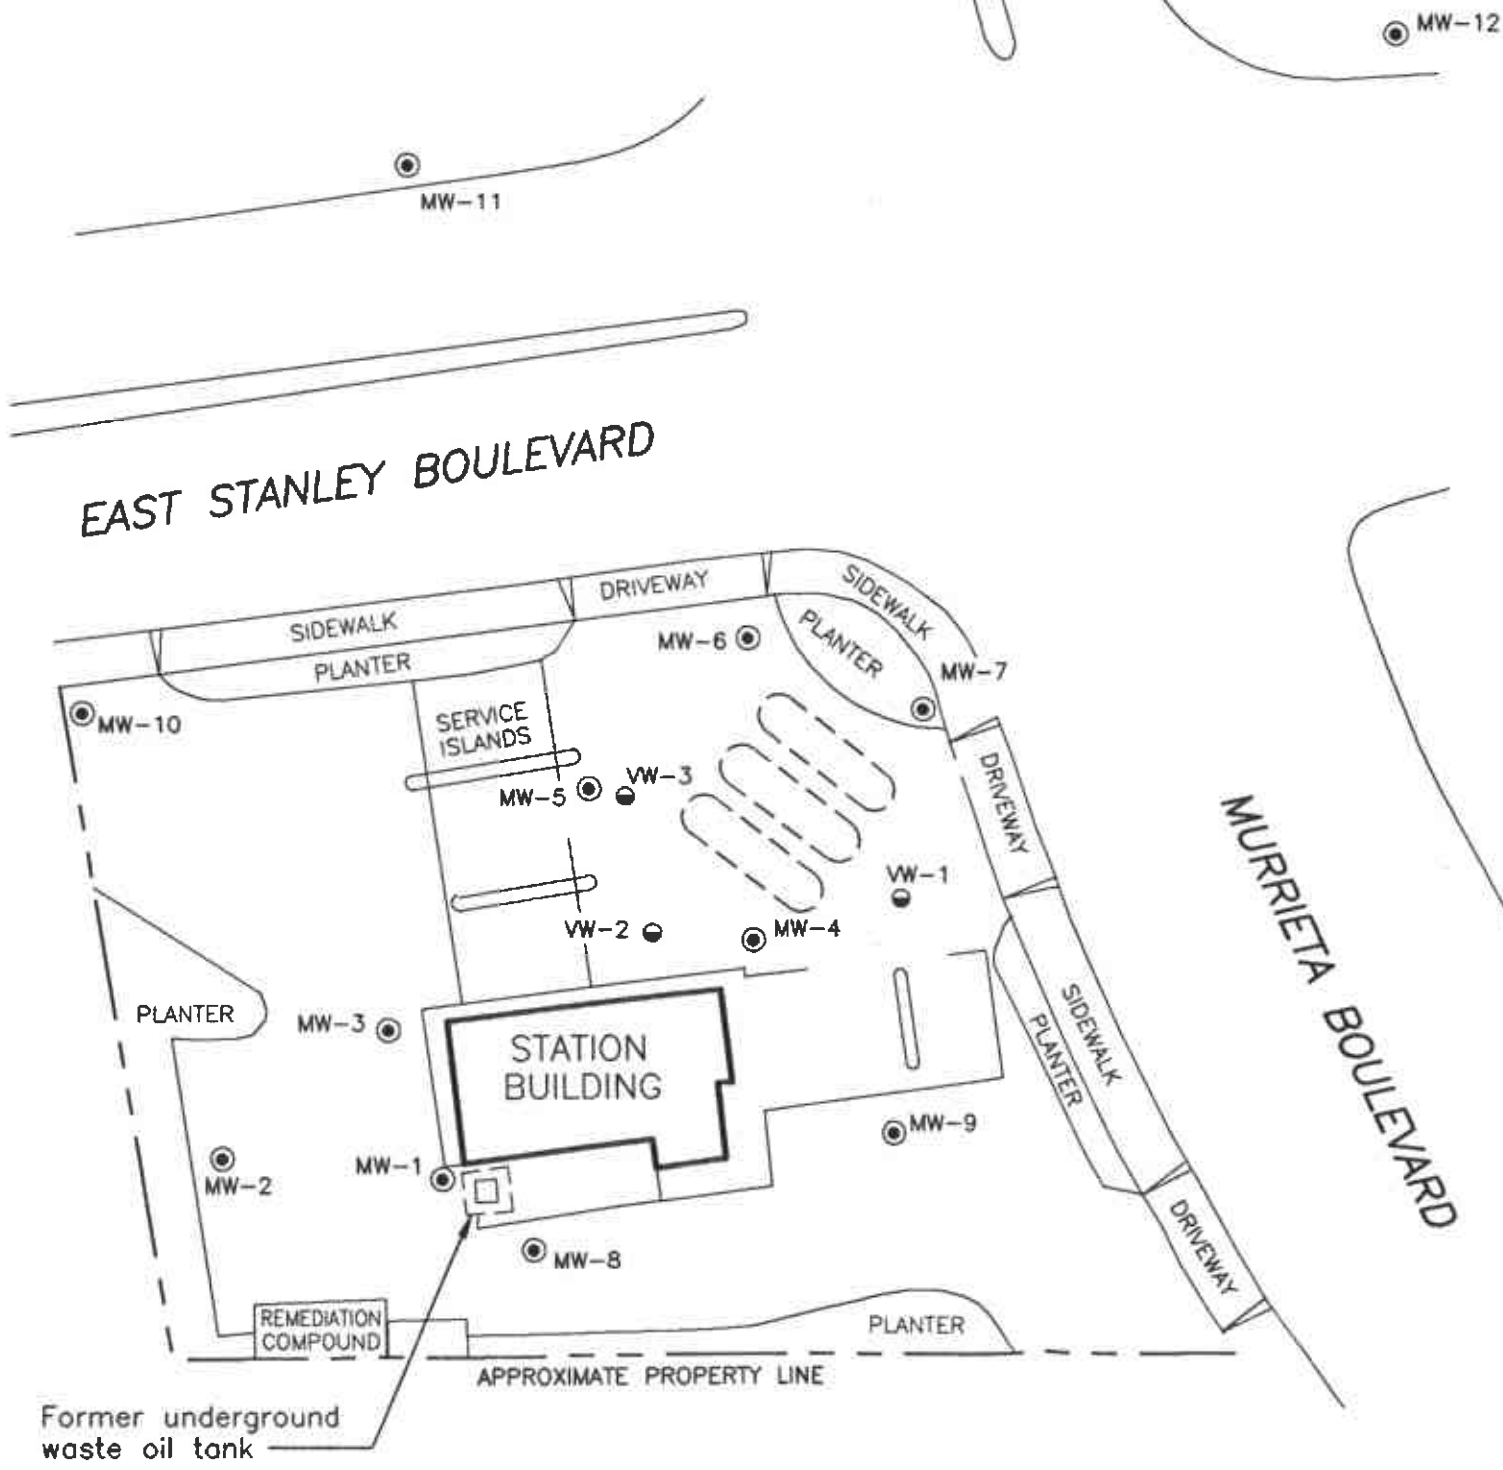 MW-12
MW-11
EAST STANLEY BOULEVARD
SIDEWALK
DRIVEWAY
SIDEWALK
PLANTER
PLANTER
MW-6
MW-7
MW-10
SERVICE
ISLANDS
MW-5
VW-3
DRIVEWAY
MURRIETA BOULEVARD
VW-1
VW-2
MW-4
PLANTER
MW-3
STATION
BUILDING
SIDEWALK
PLANTER
MW-9
MW-1
MW-2
DRIVEWAY
MW-8
REMEDIATION
COMPOUND
PLANTER
APPROXIMATE PROPERTY LINE
Former underground
waste oil tank